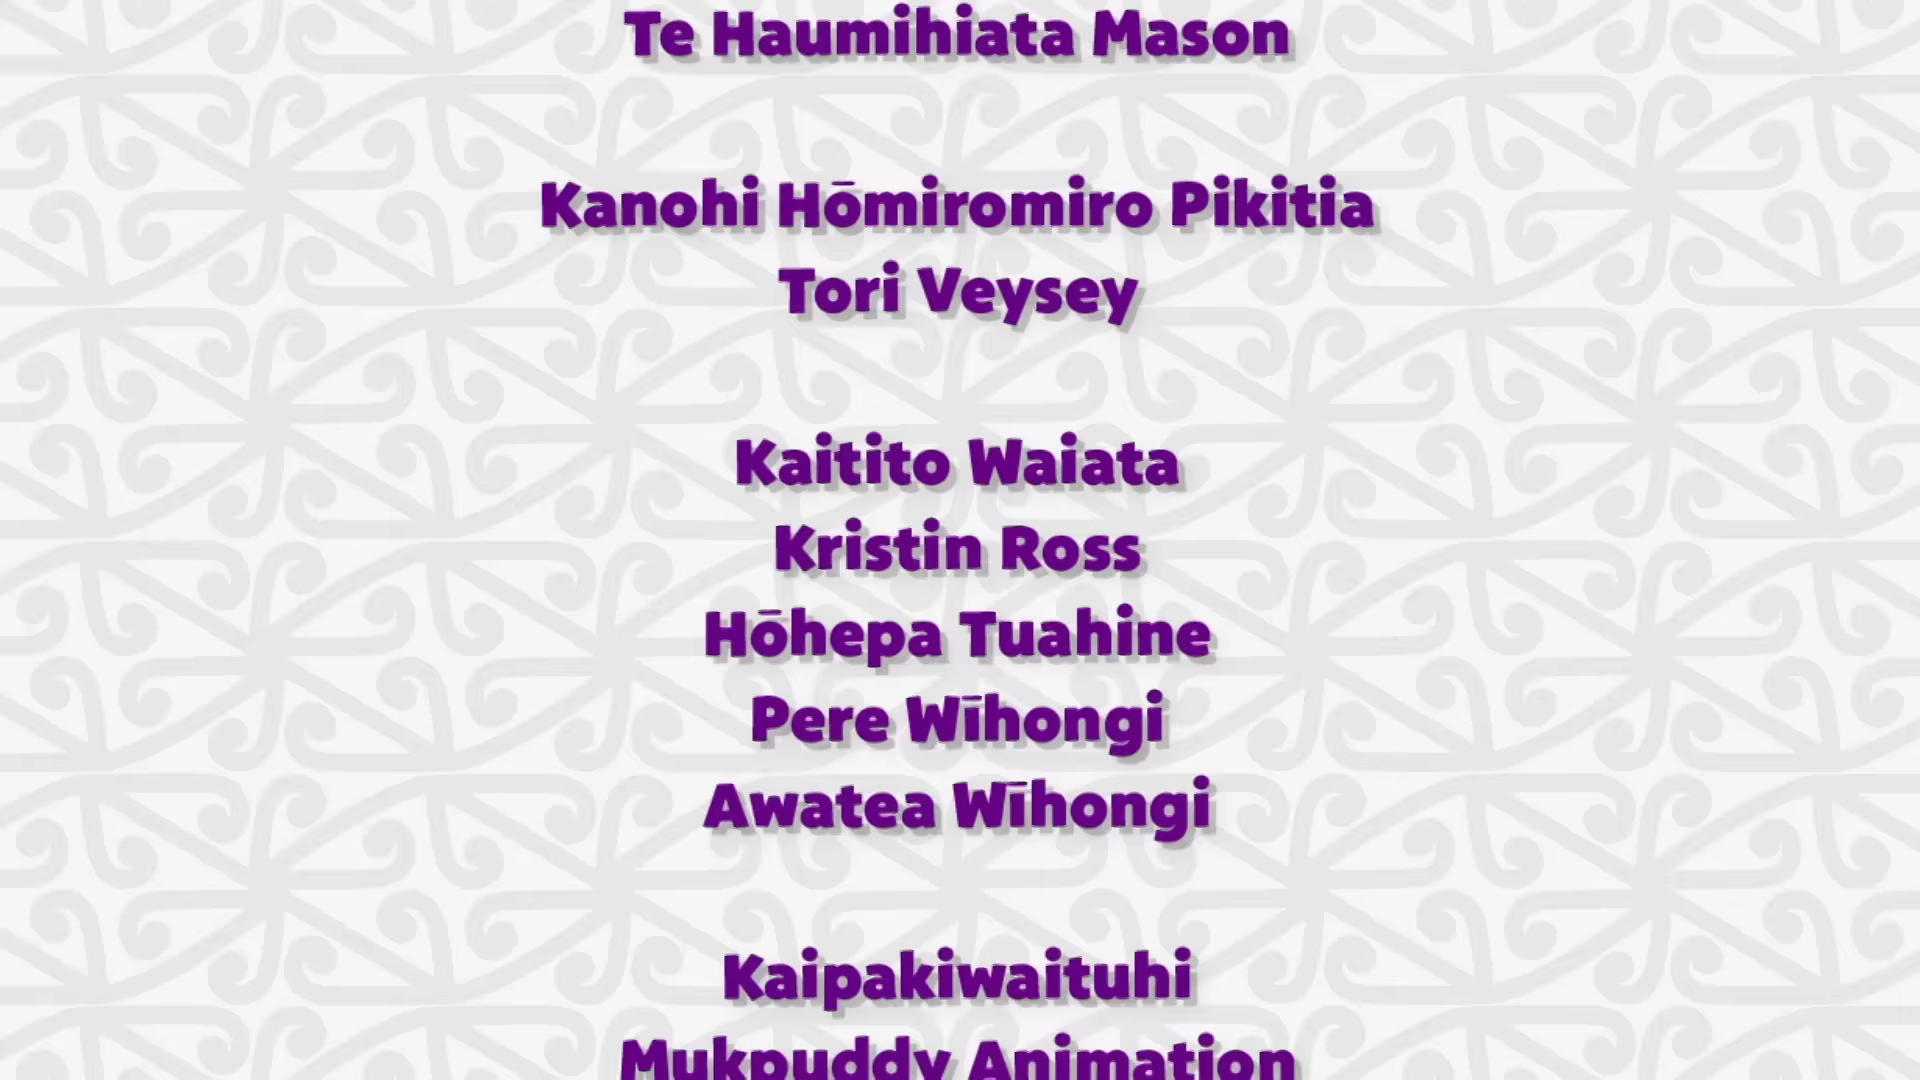 Te Haumihiata Mason
Kanohi Hōmiromiro Pikitia
Tori Veysey
Kaitito Waiata
Kristin Ross
Hōhepa Tuahine
Pere Wīhongi
Awatea Wīhongi
Kaipakiwaituhi
Mukpuddy Animation